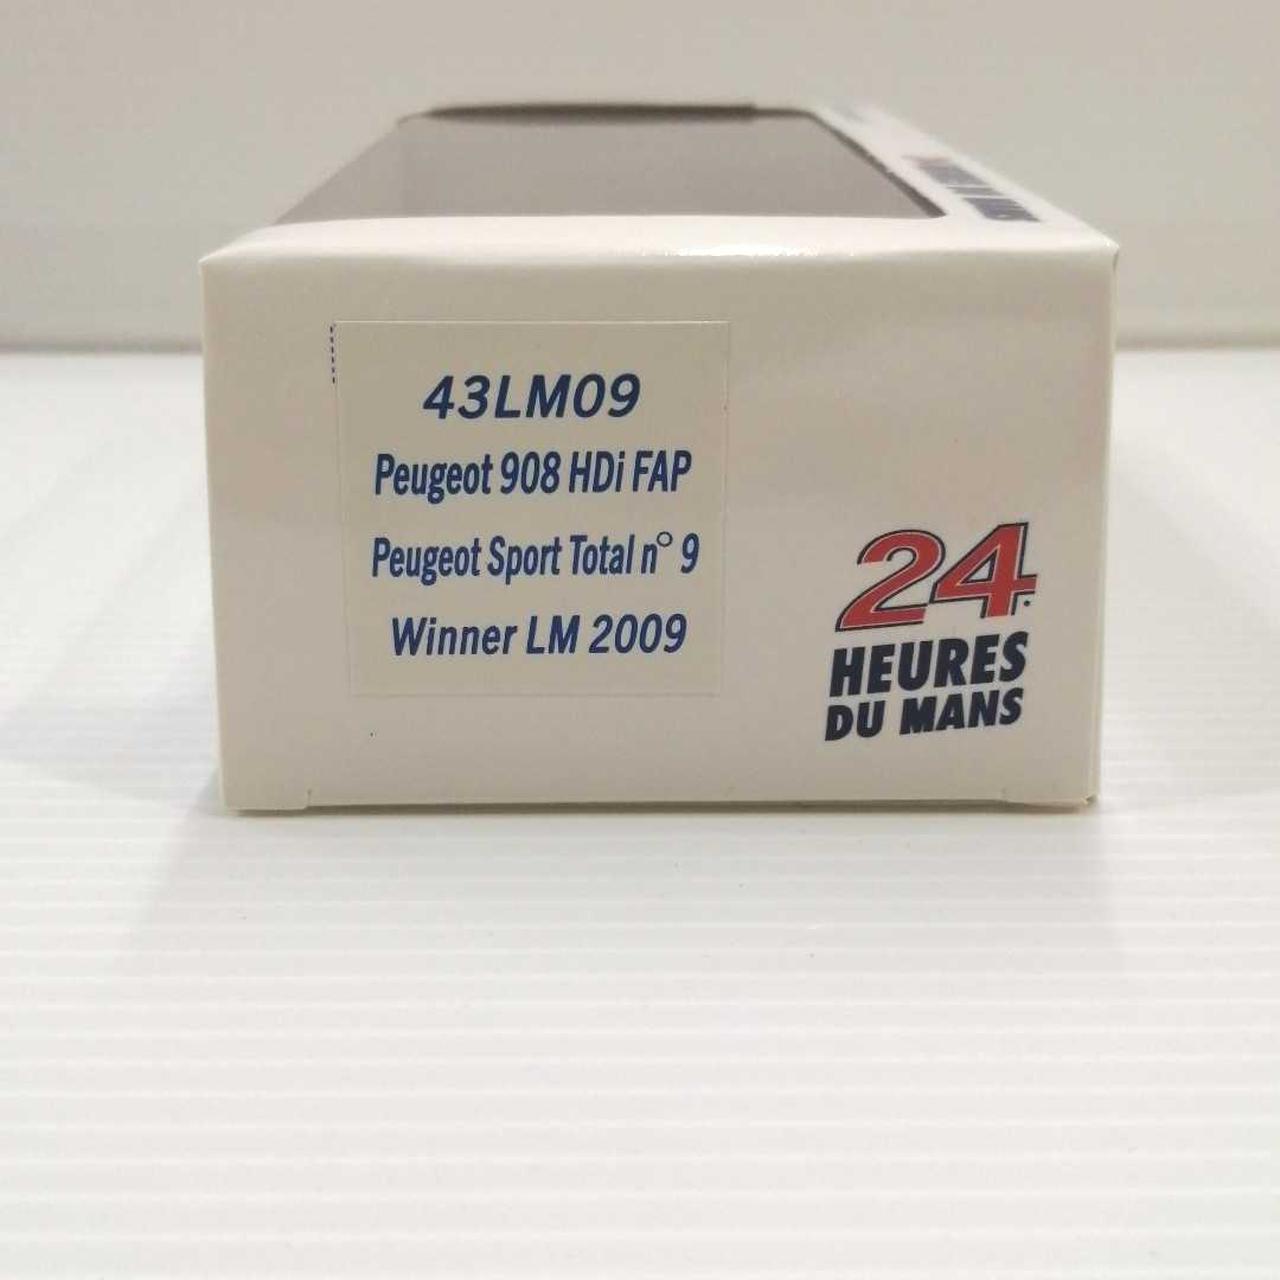 43LM09
Peugeot 908 HDi FAP
Peugeot Sport Total n° 9
Winner LM 2009
24
HEURES
DU MANS